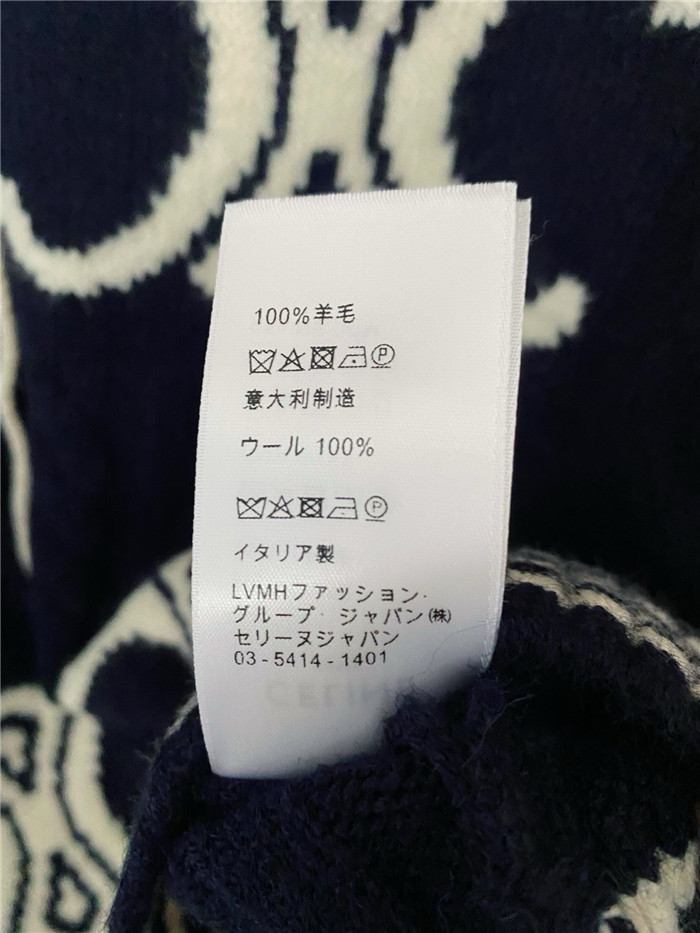 100%羊毛
意大利制造
ウール 100%
イタリア製
LVMHファッション·
グループ· ジャパン(株)
セリーヌジャパン
03-5414-1401